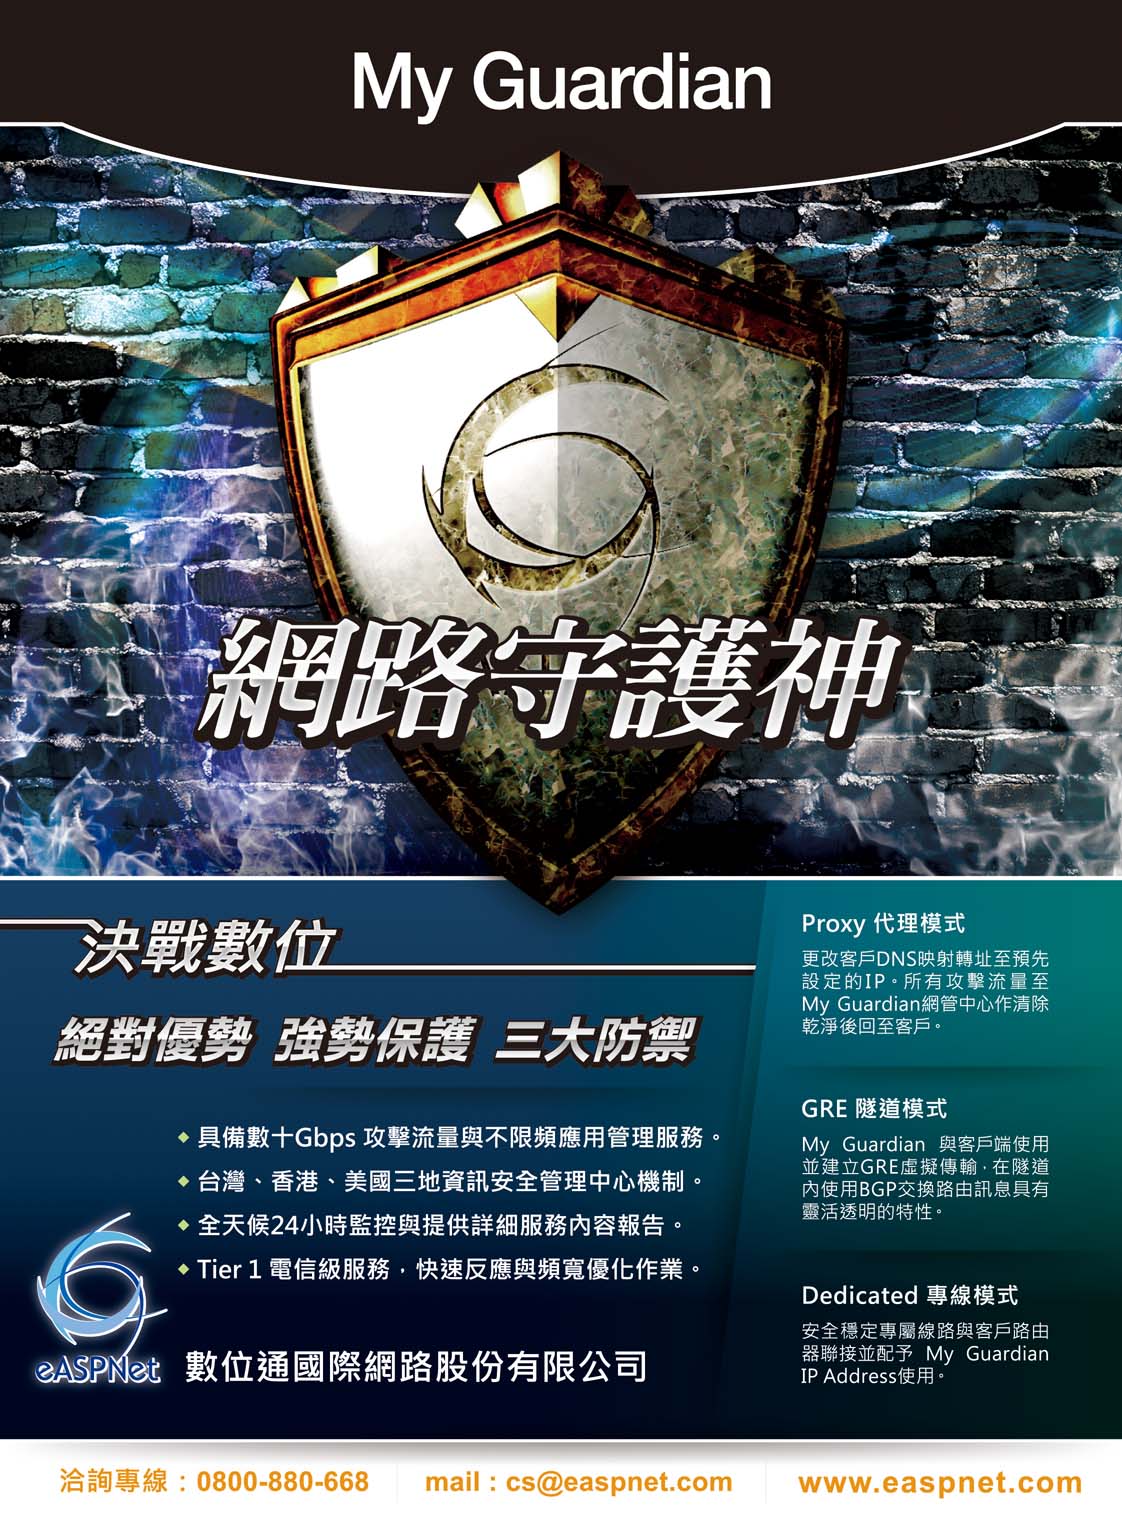 My Guardian
網路守護神
決戰數位
絕對優勢 強勢保護 三大防禦
◆ 具備數十Gbps 攻擊流量與不限頻應用管理服務。
◆ 台灣、香港、美國三地資訊安全管理中心機制。
◆ 全天候24小時監控與提供詳細服務內容報告。
◆ Tier 1 電信級服務，快速反應與頻寬優化作業。
eASPNet
數位通國際網路股份有限公司
Proxy 代理模式
更改客戶DNS映射轉址至預先
設定的IP。所有攻擊流量至
My Guardian網管中心作清除
乾淨後回至客戶。
GRE 隧道模式
My Guardian 與客戶端使用
並建立GRE虛擬傳輸，在隧道
內使用BGP交換路由訊息具有
靈活透明的特性。
Dedicated 專線模式
安全穩定專屬線路與客戶路由
器聯接並配予 My Guardian
IP Address使用。
洽詢專線：0800-880-668
mail : cs@easpnet.com
www.easpnet.com